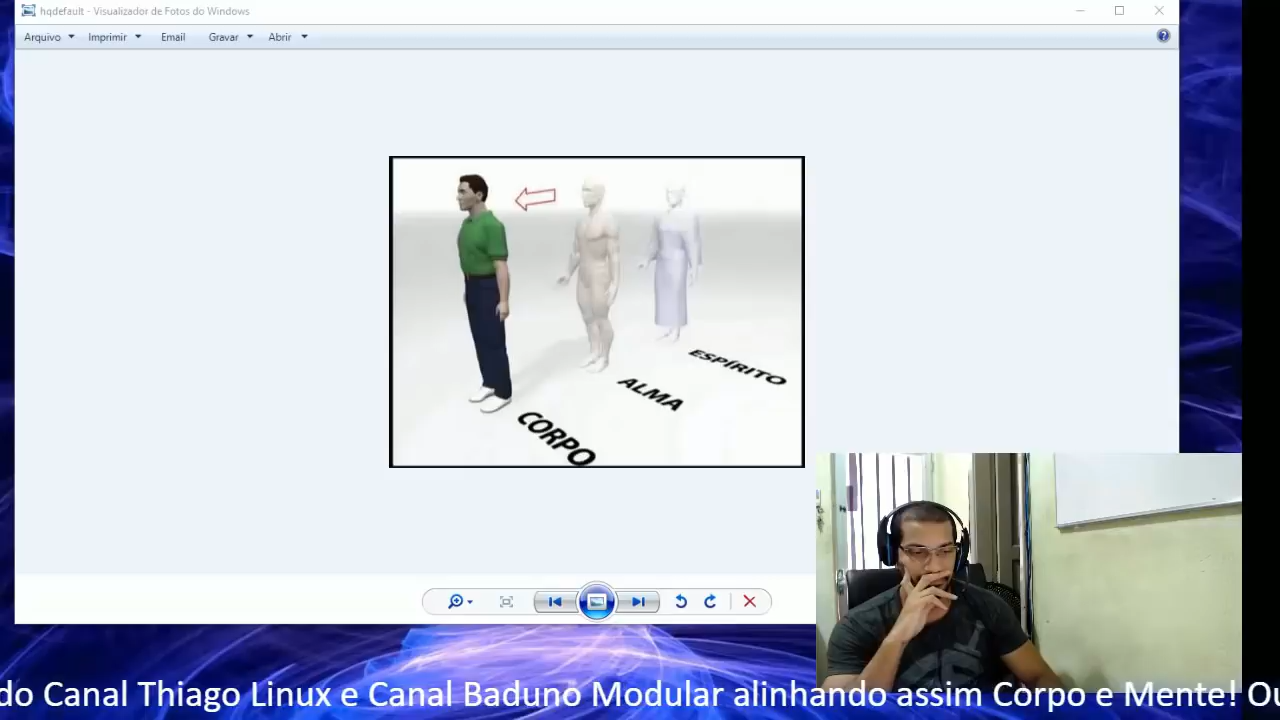 hqdefault - Visualizador de Fotos do Windows
Arquivo Imprimir Email Gravar Abrir
ESPÍRITO
ALMA
CORPO
do Canal Thiago Linux e Canal Baduno Modular alinhando assim Corpo e Mente! Ou